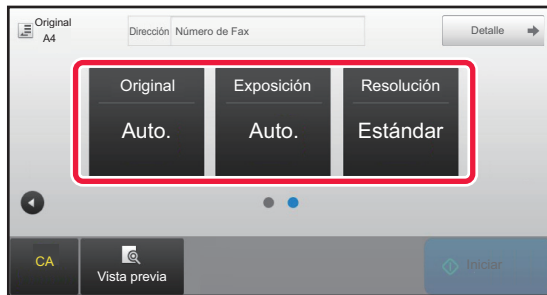 Original
A4
Dirección Número de Fax
Detalle
Original Exposición Resolución
Auto. Auto. Estándar
CA
Vista previa
Iniciar